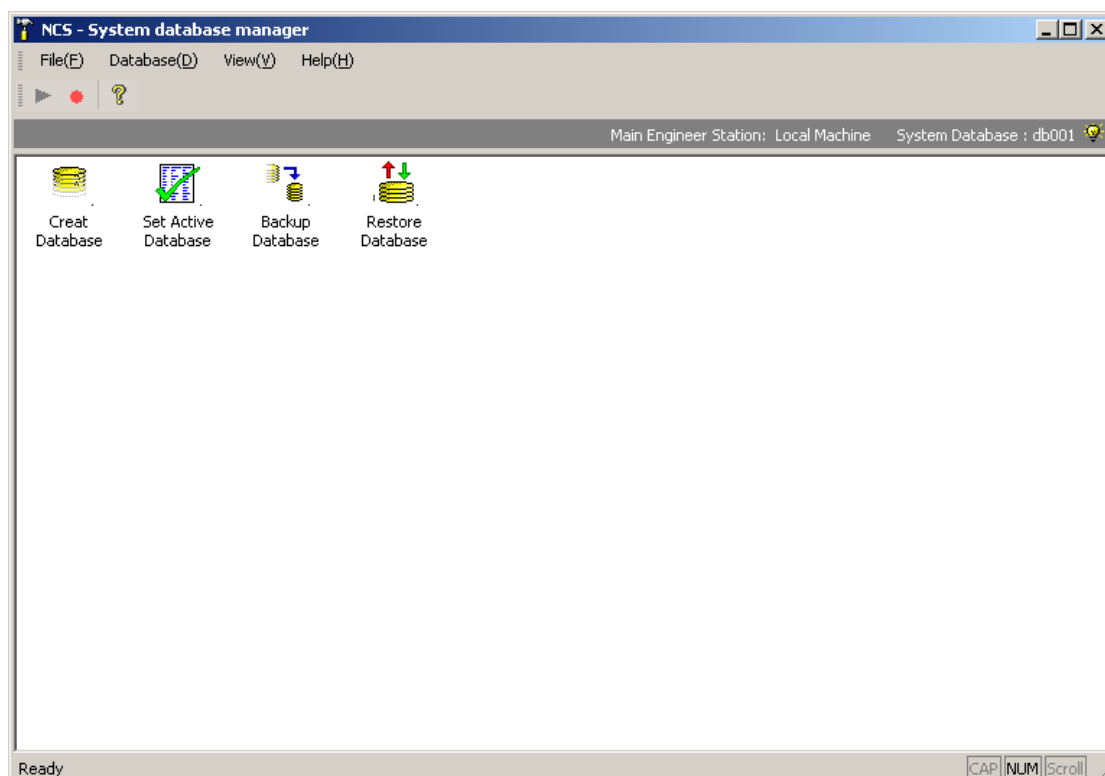 NCS - System database manager
File(F) Database(D) View(V) Help(H)
Main Engineer Station: Local Machine System Database : db001
Creat
Database
Set Active
Database
Backup
Database
Restore
Database
Ready CAP NUM Scroll